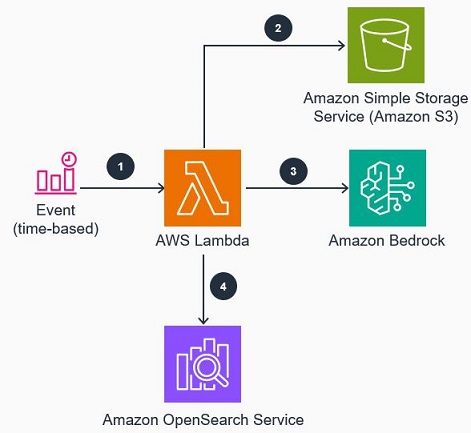 2
Amazon Simple Storage
Service (Amazon S3)
1
3
Event
(time-based)
AWS Lambda
Amazon Bedrock
4
Amazon OpenSearch Service